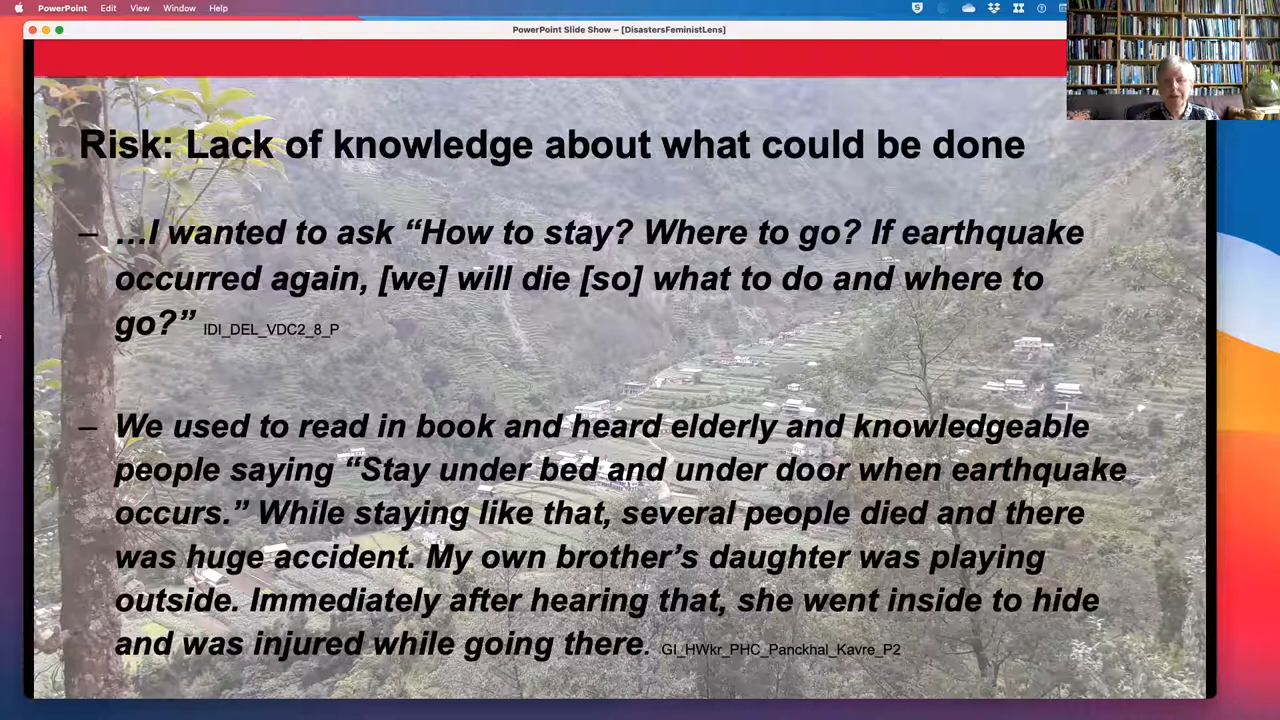 PowerPoint Edit View Window Help
PowerPoint Slide Show – [DisastersFeministLens]
Risk: Lack of knowledge about what could be done
– …I wanted to ask “How to stay? Where to go? If earthquake
occurred again, [we] will die [so] what to do and where to
go?” IDI_DEL_VDC2_8_P
– We used to read in book and heard elderly and knowledgeable
people saying “Stay under bed and under door when earthquake
occurs.” While staying like that, several people died and there
was huge accident. My own brother’s daughter was playing
outside. Immediately after hearing that, she went inside to hide
and was injured while going there. GI_HWkr_PHC_Panckhal_Kavre_P2